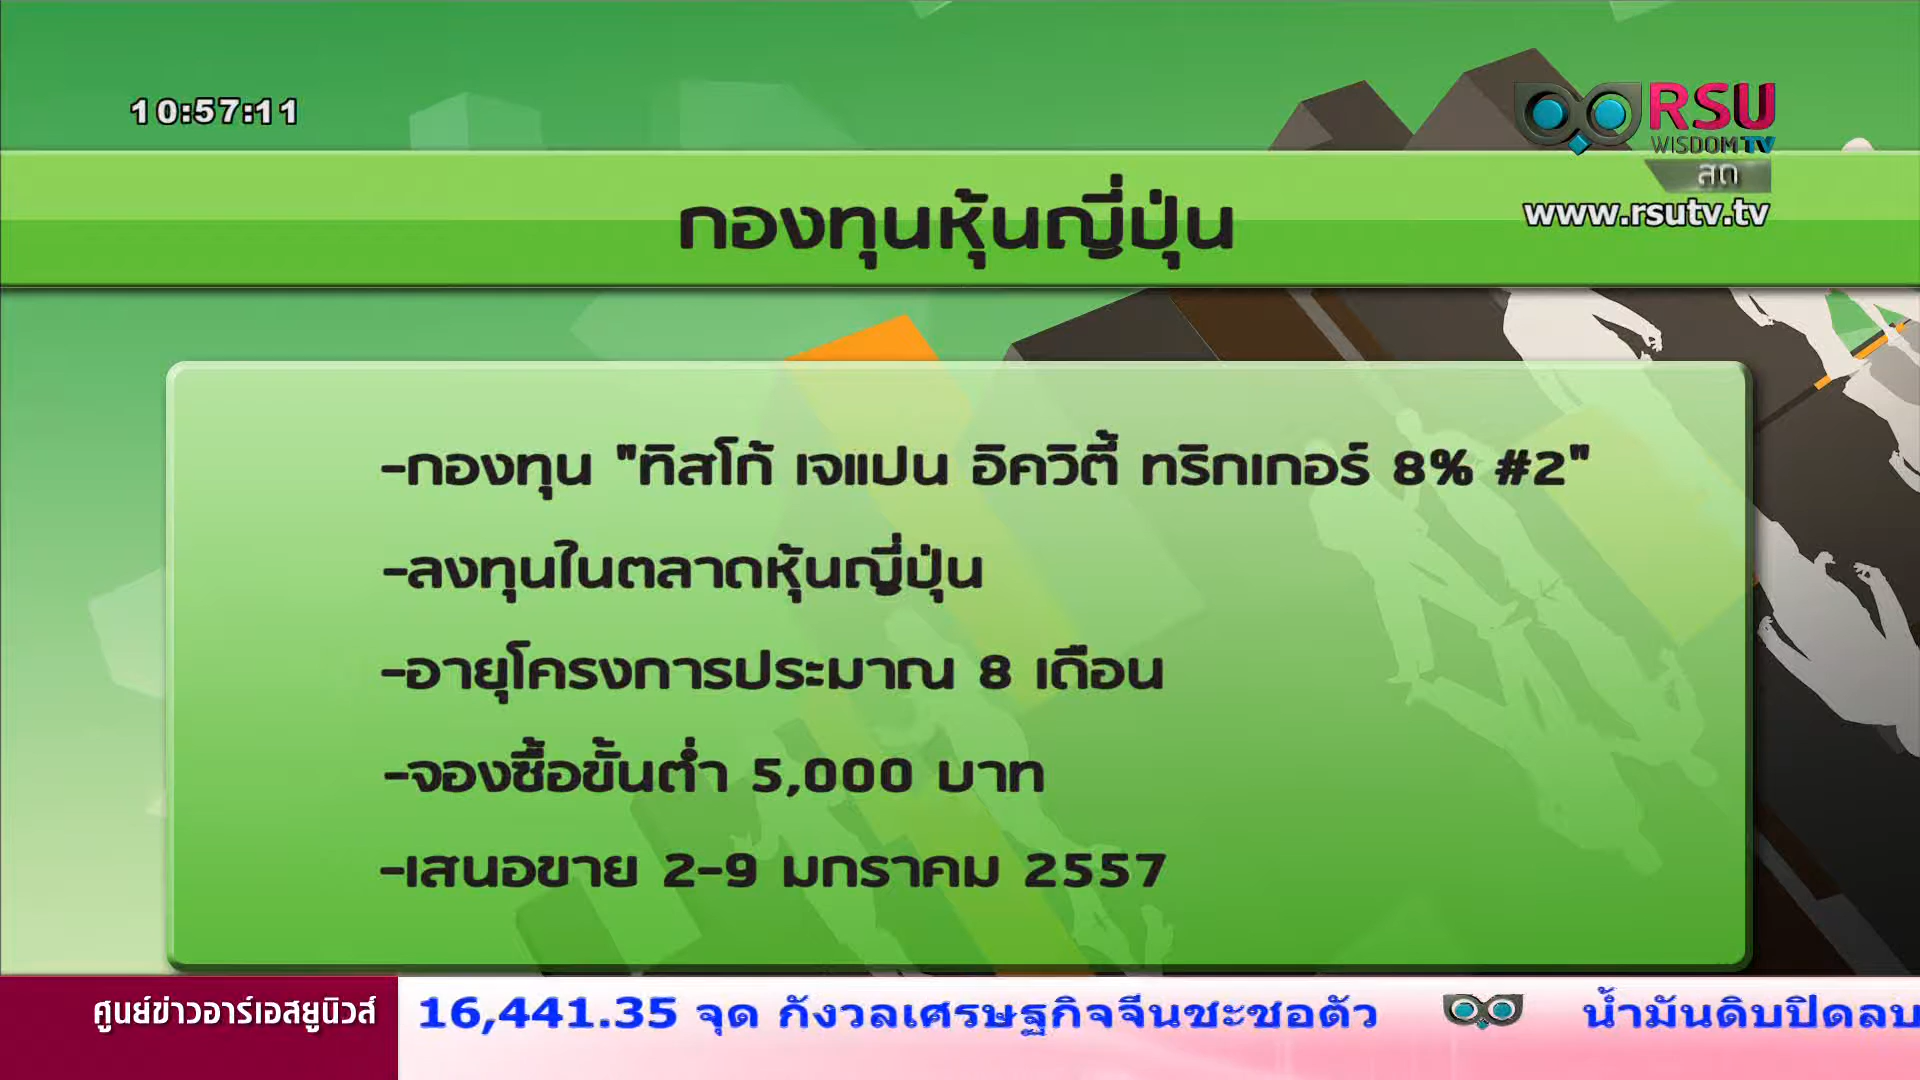 10:57:11
RSU
WISDOM TV
สด
www.rsutv.tv
กองทุนหุ้นญี่ปุ่น
-กองทุน "ทิสโก้ เจแปน อิควิตี้ ทริกเกอร์ 8% #2"
-ลงทุนในตลาดหุ้นญี่ปุ่น
-อายุโครงการประมาณ 8 เดือน
-จองซื้อขั้นต่ำ 5,000 บาท
-เสนอขาย 2-9 มกราคม 2557
ศูนย์ข่าวอาร์เอสยูนิวส์
16,441.35 จุด กังวลเศรษฐกิจจีนชะชอตัว
น้ำมันดิบปิดลบ